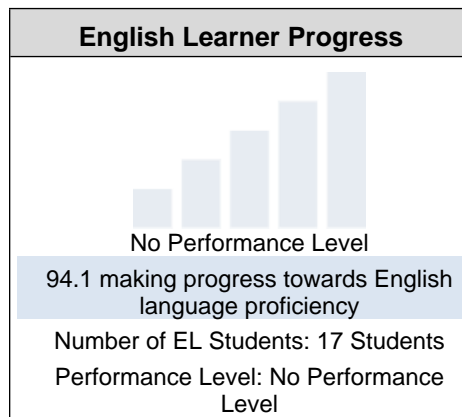 English Learner Progress
No Performance Level
94.1 making progress towards English
language proficiency
Number of EL Students: 17 Students
Performance Level: No Performance
Level